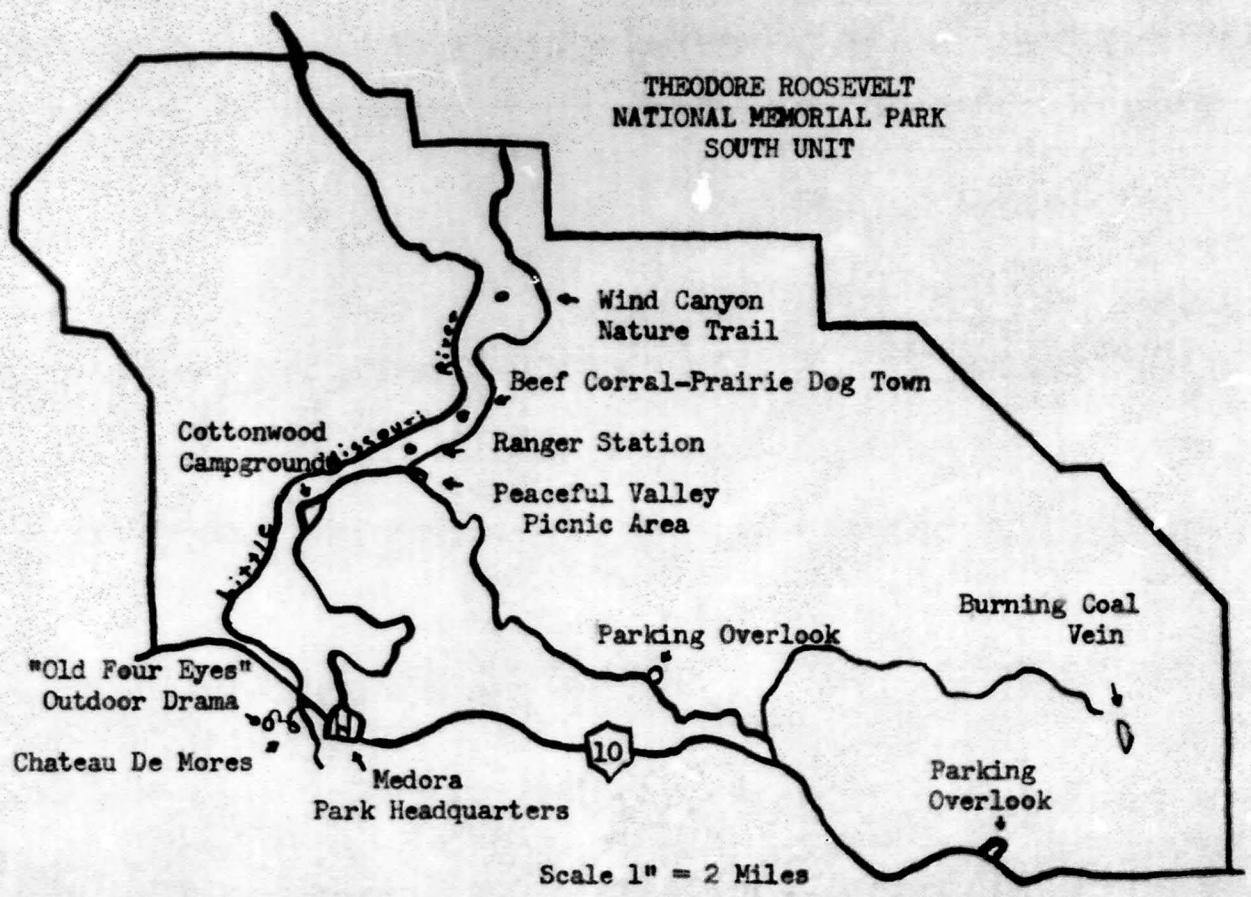 THEODORE ROOSEVELT
NATIONAL MEMORIAL PARK
SOUTH UNIT
Wind Canyon
Nature Trail
River
Beef Corral-Prairie Dog Town
Missouri
Cottonwood
Campground
Ranger Station
Peaceful Valley
Picnic Area
Little
Burning Coal
Vein
Parking Overlook
"Old Four Eyes"
Outdoor Drama
Chateau De Mores
10
Medora
Park Headquarters
Parking
Overlook
Scale 1" = 2 Miles